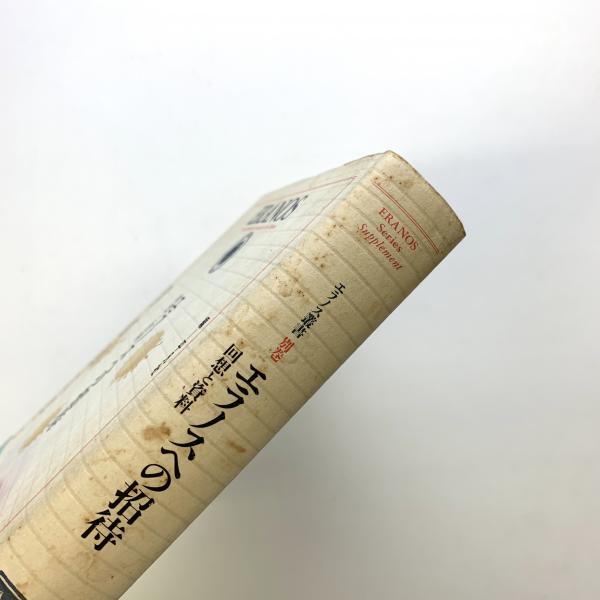 ERANOS
Series
Supplement
エラノス叢書 別巻
エラノスへの招待
回想と資料
ERANOS